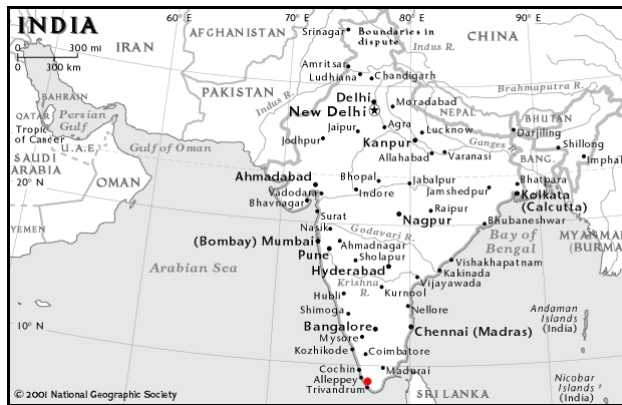 INDIA
0 300 mi
0 300 km
60° E
70° E
80° E
90° E
AFGHANISTAN
IRAN
PAKISTAN
CHINA
Srinagar
Boundaries in
dispute
Indus R.
Amritsar
Ludhiana
Chandigarh
Brahmaputra R.
Delhi
New Delhi
Moradabad
NEPAL
BHUTAN
BAHRAIN
QATAR
Persian
Gulf
Indus R.
Tropic
of Cancer
U.A.E.
Gulf of Oman
SAUDI
ARABIA
OMAN
YEMEN
Jaipur
Agra
Lucknow
Darjiling
Jodhpur
Kanpur
Ganges R.
Shillong
Allahabad
Varanasi
BANG.
Imphal
20° N
Ahmadabad
Bhopal
Jabalpur
Bhatpara
Vadodara
Indore
Jamshedpur
Kolkata
(Calcutta)
Bhavnagar
Surat
Nagpur
Raipur
Bhubaneshwar
Nasik
Godavari R.
Bay of
Bengal
MYANMAR
(BURMA
(Bombay) Mumbai
Ahmadnagar
Pune
Sholapur
Vishakhapatnam
Arabian Sea
Hyderabad
Kakinada
Krishna
R.
Vijayawada
Hubli
Kurnool
Shimoga
Nellore
10° N
Bangalore
Chennai (Madras)
Mysore
Andaman
Islands
(India)
Kozhikode
Coimbatore
Cochin
Madurai
Alleppey
Trivandrum
SRI LANKA
Nicobar
Islands
(India)
© 2001 National Geographic Society